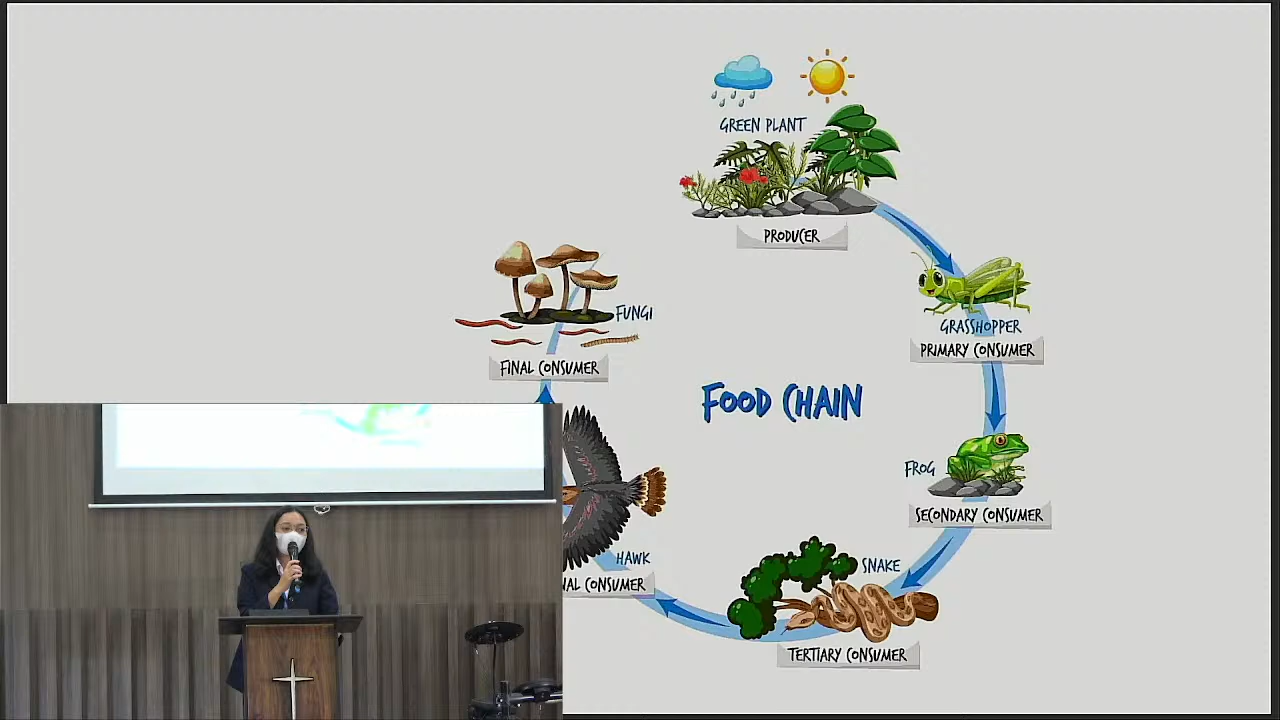 GREEN PLANT
PRODUCER
GRASSHOPPER
PRIMARY CONSUMER
FROG
SECONDARY CONSUMER
SNAKE
TERTIARY CONSUMER
HAWK
CONSUMER
FUNGI
FINAL CONSUMER
FOOD CHAIN